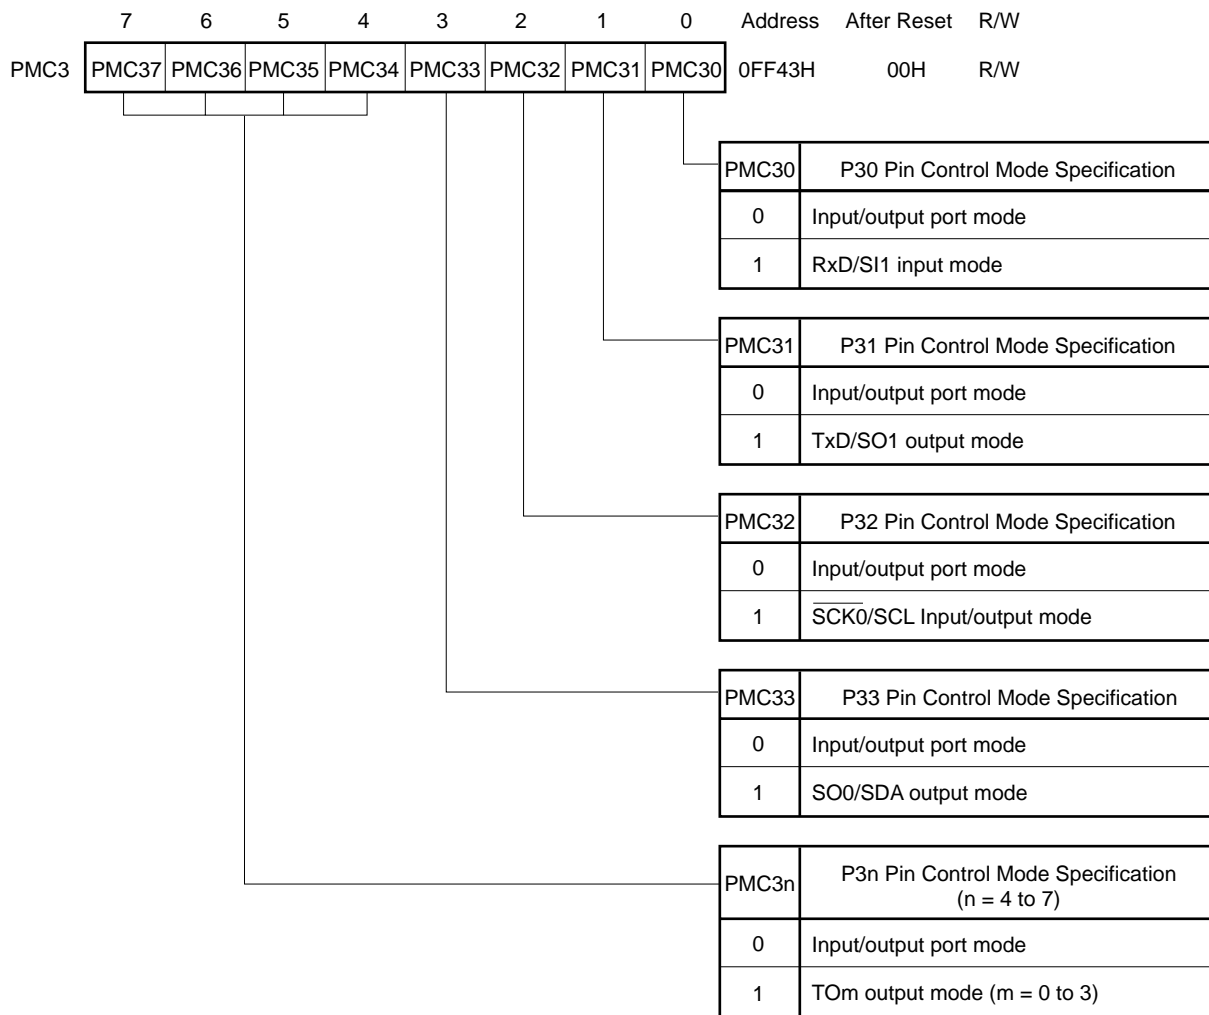 7 6 5 4 3 2 1 0 Address After Reset R/W
PMC3 PMC37 PMC36 PMC35 PMC34 PMC33 PMC32 PMC31 PMC30 0FF43H 00H R/W
PMC30 P30 Pin Control Mode Specification
0 Input/output port mode
1 RxD/SI1 input mode
PMC31 P31 Pin Control Mode Specification
0 Input/output port mode
1 TxD/SO1 output mode
PMC32 P32 Pin Control Mode Specification
0 Input/output port mode
1 S̅C̅K̅0̅/SCL Input/output mode
PMC33 P33 Pin Control Mode Specification
0 Input/output port mode
1 SO0/SDA output mode
PMC3n P3n Pin Control Mode Specification
(n = 4 to 7)
0 Input/output port mode
1 TOm output mode (m = 0 to 3)